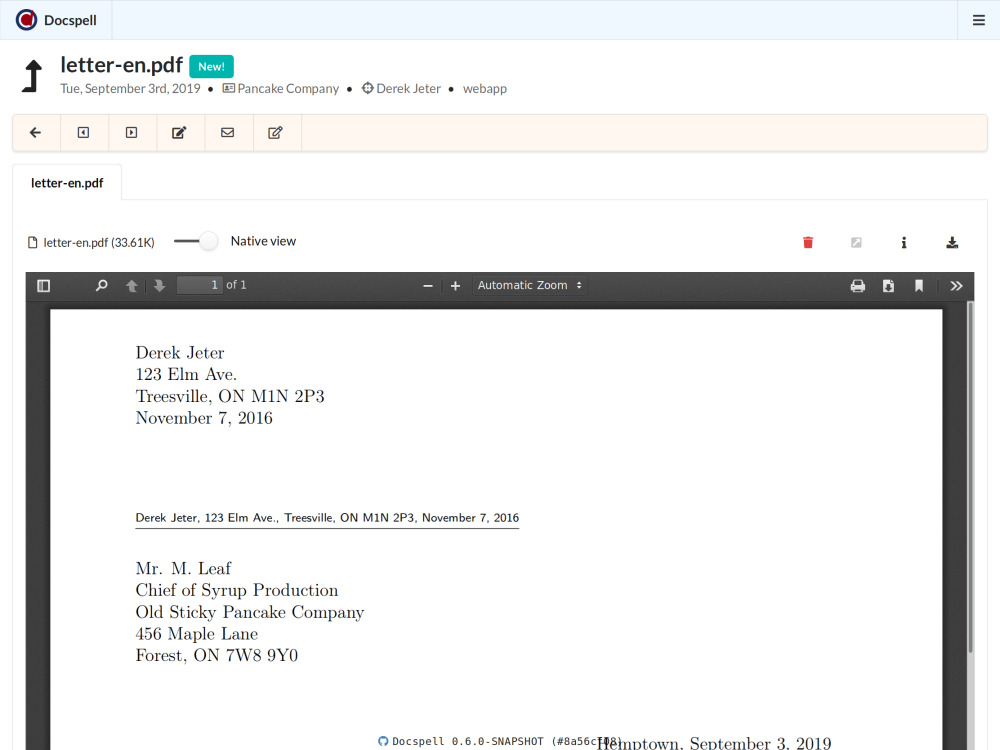 Docspell
letter-en.pdf New!
Tue, September 3rd, 2019 • Pancake Company • Derek Jeter • webapp
letter-en.pdf
letter-en.pdf (33.61K) Native view
1 of 1 Automatic Zoom
Derek Jeter
123 Elm Ave.
Treesville, ON M1N 2P3
November 7, 2016
Derek Jeter, 123 Elm Ave., Treesville, ON M1N 2P3, November 7, 2016
Mr. M. Leaf
Chief of Syrup Production
Old Sticky Pancake Company
456 Maple Lane
Forest, ON 7W8 9Y0
Docspell 0.6.0-SNAPSHOT
Hemptown, September 3, 2019